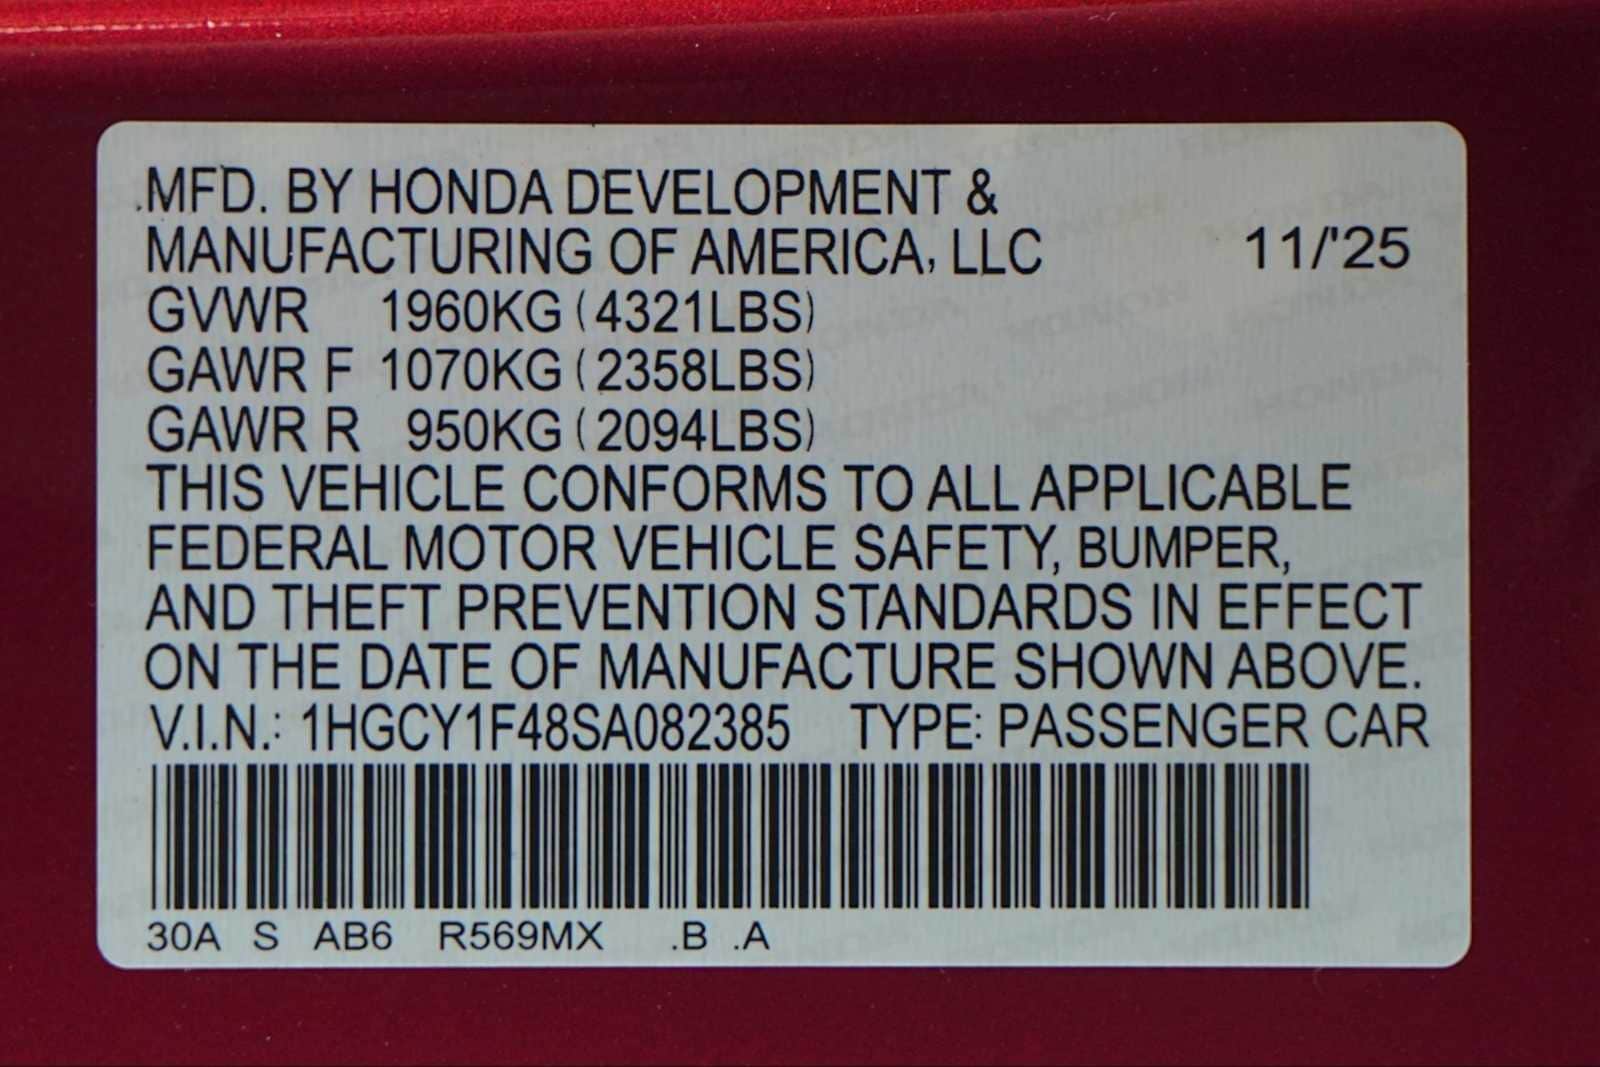 MFD. BY HONDA DEVELOPMENT &
MANUFACTURING OF AMERICA, LLC 11/'25
GVWR 1960KG (4321LBS)
GAWR F 1070KG (2358LBS)
GAWR R 950KG (2094LBS)
THIS VEHICLE CONFORMS TO ALL APPLICABLE
FEDERAL MOTOR VEHICLE SAFETY, BUMPER,
AND THEFT PREVENTION STANDARDS IN EFFECT
ON THE DATE OF MANUFACTURE SHOWN ABOVE.
V.I.N.: 1HGCY1F48SA082385 TYPE: PASSENGER CAR
30A S AB6 R569MX .B .A